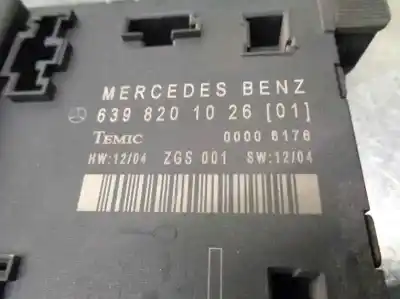 MERCEDES BENZ
639 820 10 26 [01]
TEMIC 0000 6176
HW:12/04 ZGS 001 SW:12/04